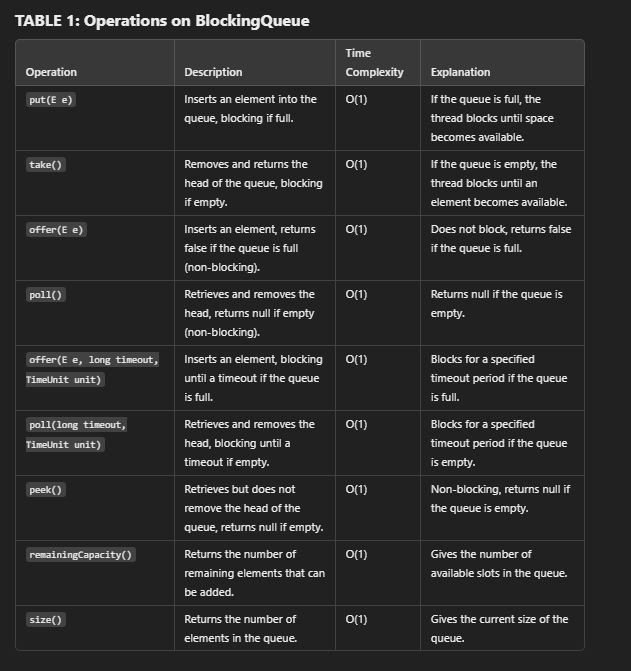 TABLE 1: Operations on BlockingQueue
Operation
Description
Time
Complexity
Explanation
put(E e)
Inserts an element into the
queue, blocking if full.
O(1)
If the queue is full, the
thread blocks until space
becomes available.
take()
Removes and returns the
head of the queue, blocking
if empty.
O(1)
If the queue is empty, the
thread blocks until an
element becomes available.
offer(E e)
Inserts an element, returns
false if the queue is full
(non-blocking).
O(1)
Does not block, returns false
if the queue is full.
poll()
Retrieves and removes the
head, returns null if empty
(non-blocking).
O(1)
Returns null if the queue is
empty.
offer(E e, long timeout,
TimeUnit unit)
Inserts an element, blocking
until a timeout if the queue
is full.
O(1)
Blocks for a specified
timeout period if the queue
is full.
poll(long timeout,
TimeUnit unit)
Retrieves and removes the
head, blocking until a
timeout if empty.
O(1)
Blocks for a specified
timeout period if the queue
is empty.
peek()
Retrieves but does not
remove the head of the
queue, returns null if empty.
O(1)
Non-blocking, returns null if
the queue is empty.
remainingCapacity()
Returns the number of
remaining elements that can
be added.
O(1)
Gives the number of
available slots in the queue.
size()
Returns the number of
elements in the queue.
O(1)
Gives the current size of the
queue.